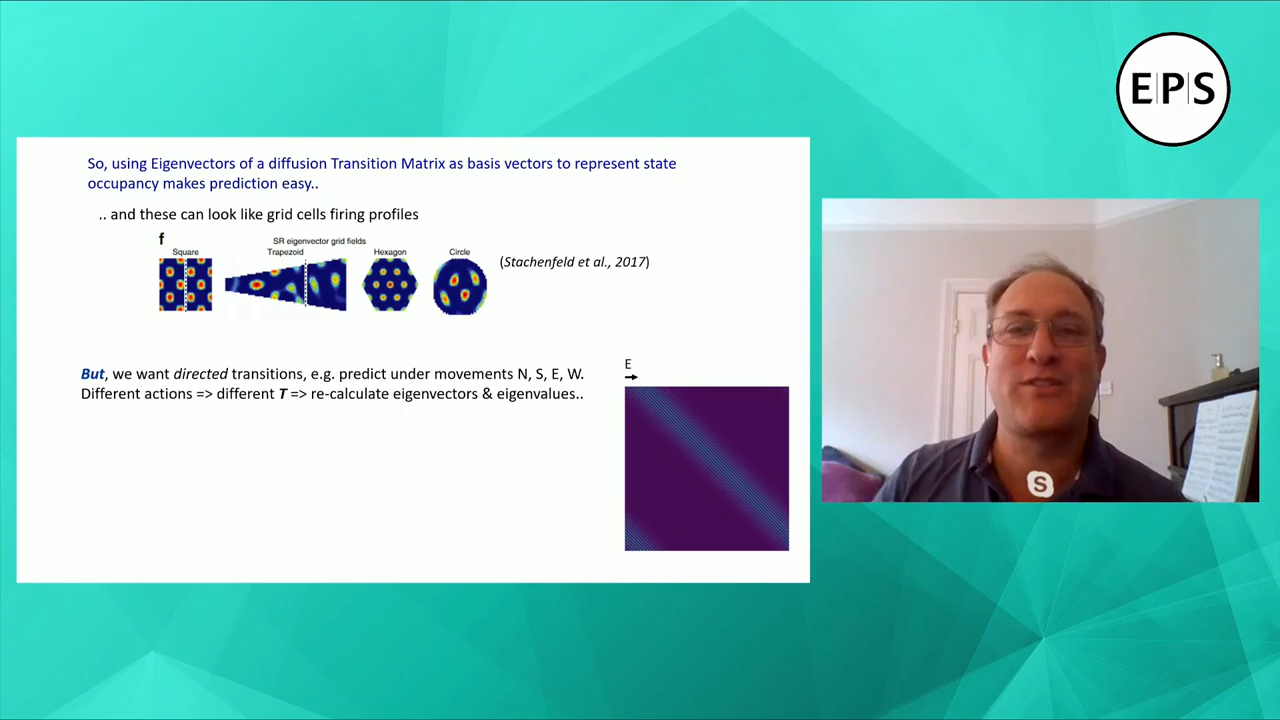 E|P|S
So, using Eigenvectors of a diffusion Transition Matrix as basis vectors to represent state
occupancy makes prediction easy..
.. and these can look like grid cells firing profiles
f
SR eigenvector grid fields
Square Trapezoid Hexagon Circle
(Stachenfeld et al., 2017)
But, we want directed transitions, e.g. predict under movements N, S, E, W.
Different actions => different T => re-calculate eigenvectors & eigenvalues..
E
S